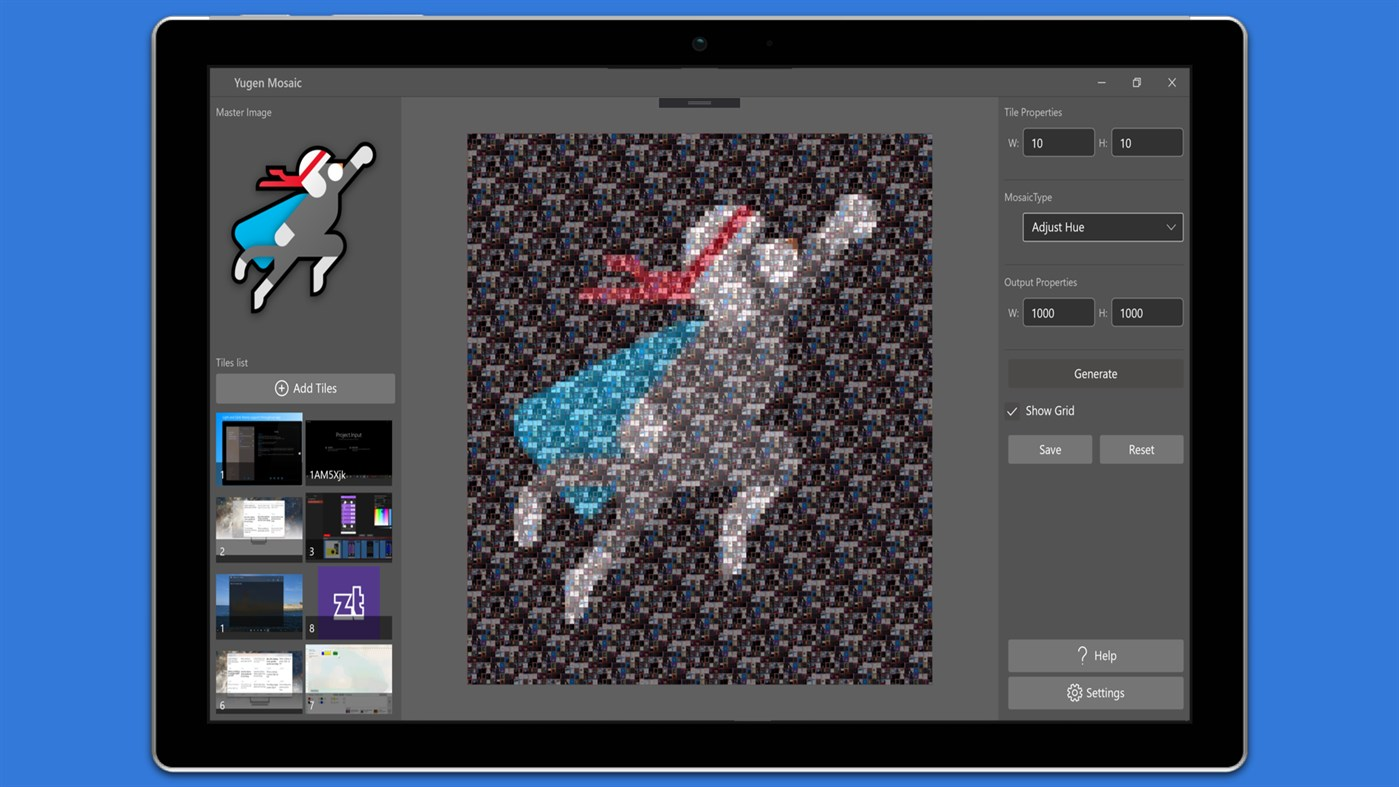 Yugen Mosaic
Master Image
Tiles list
Add Tiles
1
Project Input
1AM5Xjk
2
3
1
zt
8
6
7
Tile Properties
W: 10 H: 10
MosaicType
Adjust Hue
Output Properties
W: 1000 H: 1000
Generate
Show Grid
Save Reset
? Help
Settings